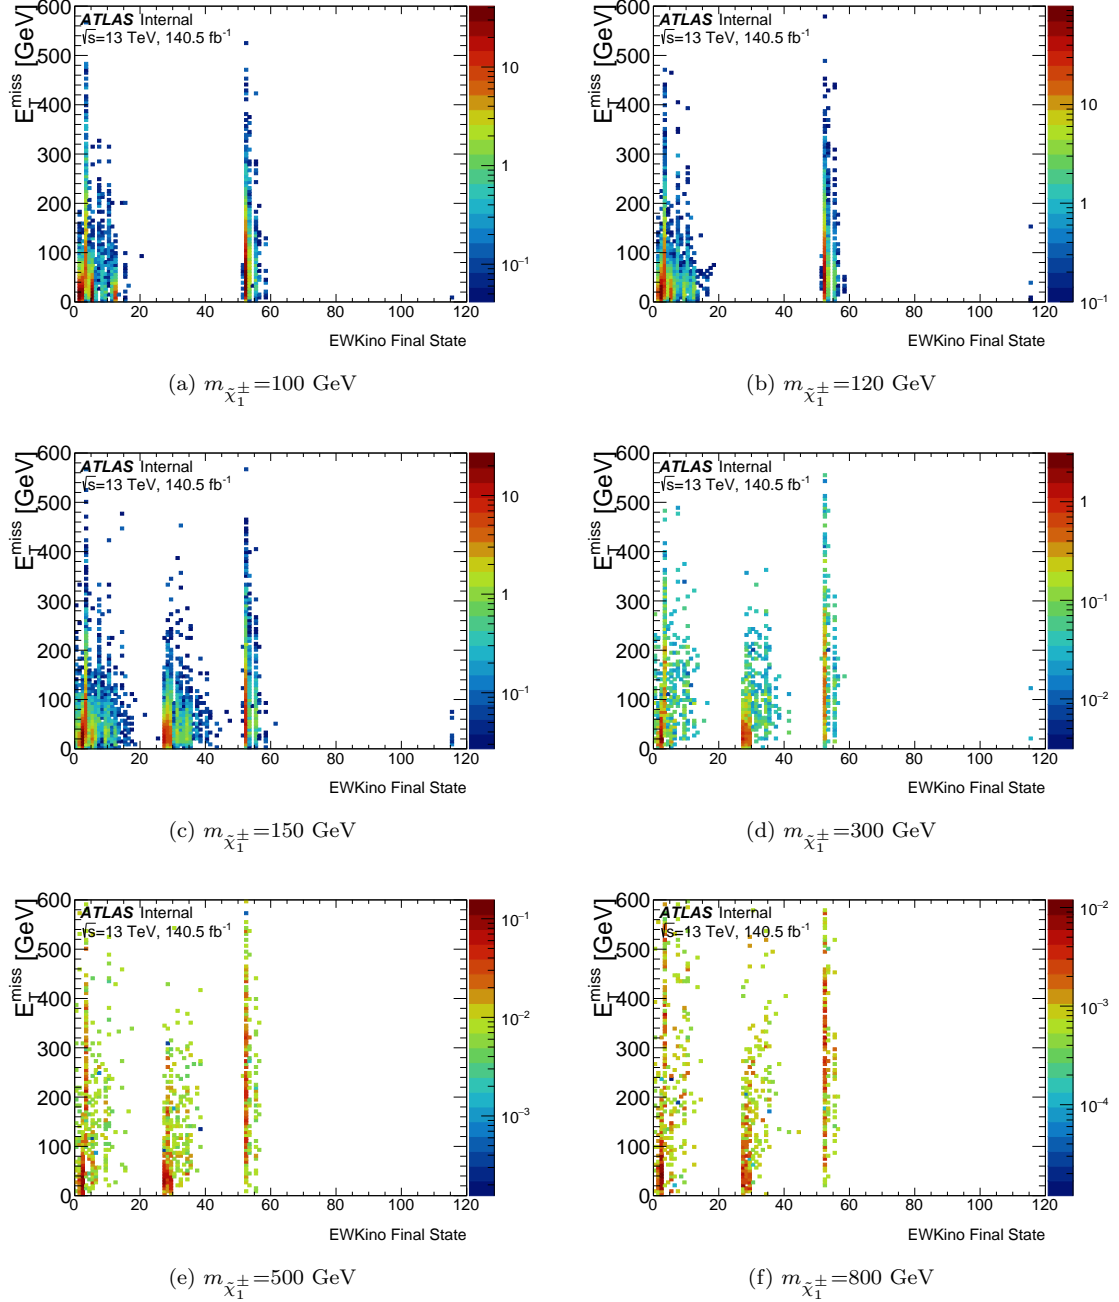 600
500
400
300
200
100
0
E_T^miss [GeV]
ATLAS Internal
√s=13 TeV, 140.5 fb⁻¹
10
1
10⁻¹
0 20 40 60 80 100 120
EWKino Final State
(a) m_χ̃₁^± =100 GeV
600
500
400
300
200
100
0
E_T^miss [GeV]
ATLAS Internal
√s=13 TeV, 140.5 fb⁻¹
10
1
10⁻¹
0 20 40 60 80 100 120
EWKino Final State
(b) m_χ̃₁^± =120 GeV
600
500
400
300
200
100
0
E_T^miss [GeV]
ATLAS Internal
√s=13 TeV, 140.5 fb⁻¹
10
1
10⁻¹
0 20 40 60 80 100 120
EWKino Final State
(c) m_χ̃₁^± =150 GeV
600
500
400
300
200
100
0
E_T^miss [GeV]
ATLAS Internal
√s=13 TeV, 140.5 fb⁻¹
1
10⁻¹
10⁻²
0 20 40 60 80 100 120
EWKino Final State
(d) m_χ̃₁^± =300 GeV
600
500
400
300
200
100
0
E_T^miss [GeV]
ATLAS Internal
√s=13 TeV, 140.5 fb⁻¹
10⁻¹
10⁻²
10⁻³
0 20 40 60 80 100 120
EWKino Final State
(e) m_χ̃₁^± =500 GeV
600
500
400
300
200
100
0
E_T^miss [GeV]
ATLAS Internal
√s=13 TeV, 140.5 fb⁻¹
10⁻²
10⁻³
10⁻⁴
0 20 40 60 80 100 120
EWKino Final State
(f) m_χ̃₁^± =800 GeV